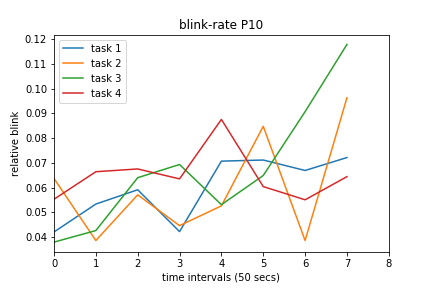 blink-rate P10
relative blink
0.12
0.11
0.10
0.09
0.08
0.07
0.06
0.05
0.04
task 1
task 2
task 3
task 4
0 1 2 3 4 5 6 7 8
time intervals (50 secs)